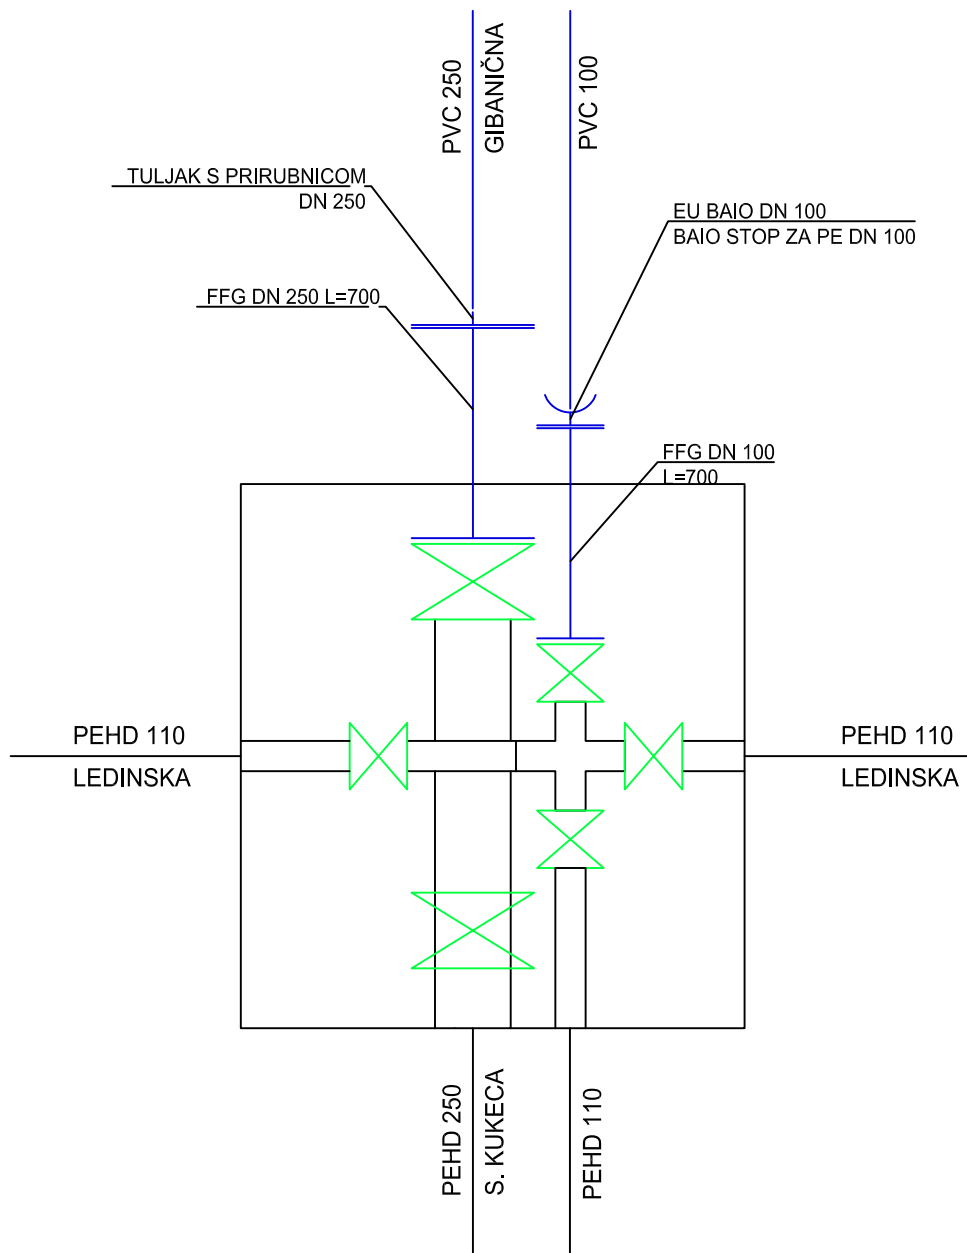 PVC 250
GIBANIČNA
PVC 100
TULJAK S PRIRUBNICOM
DN 250
EU BAIO DN 100
BAIO STOP ZA PE DN 100
FFG DN 250 L=700
FFG DN 100
L=700
PEHD 110
LEDINSKA
PEHD 110
LEDINSKA
PEHD 250
S. KUKECA
PEHD 110